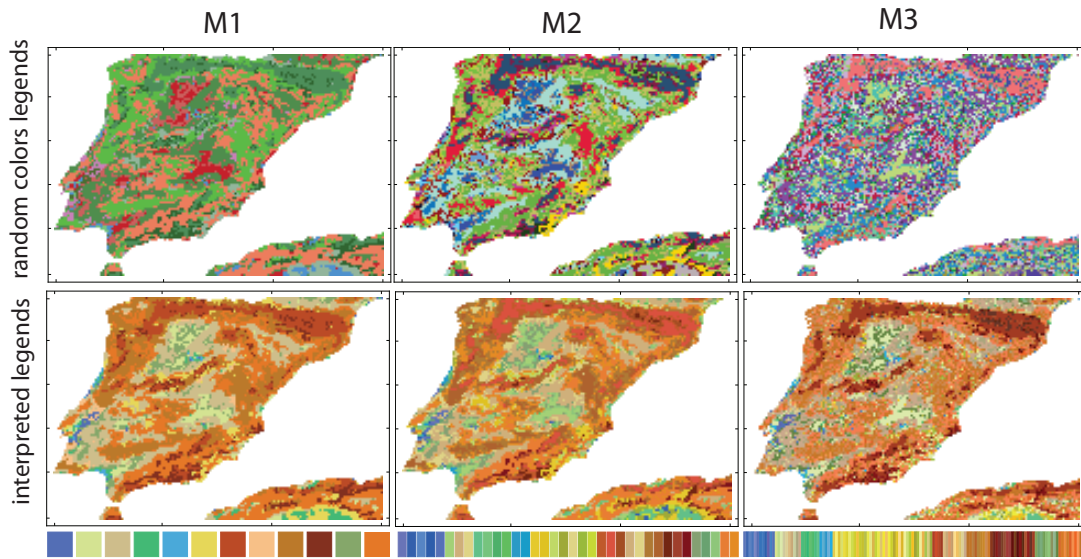 M1
M2
M3
random colors legends
interpreted legends